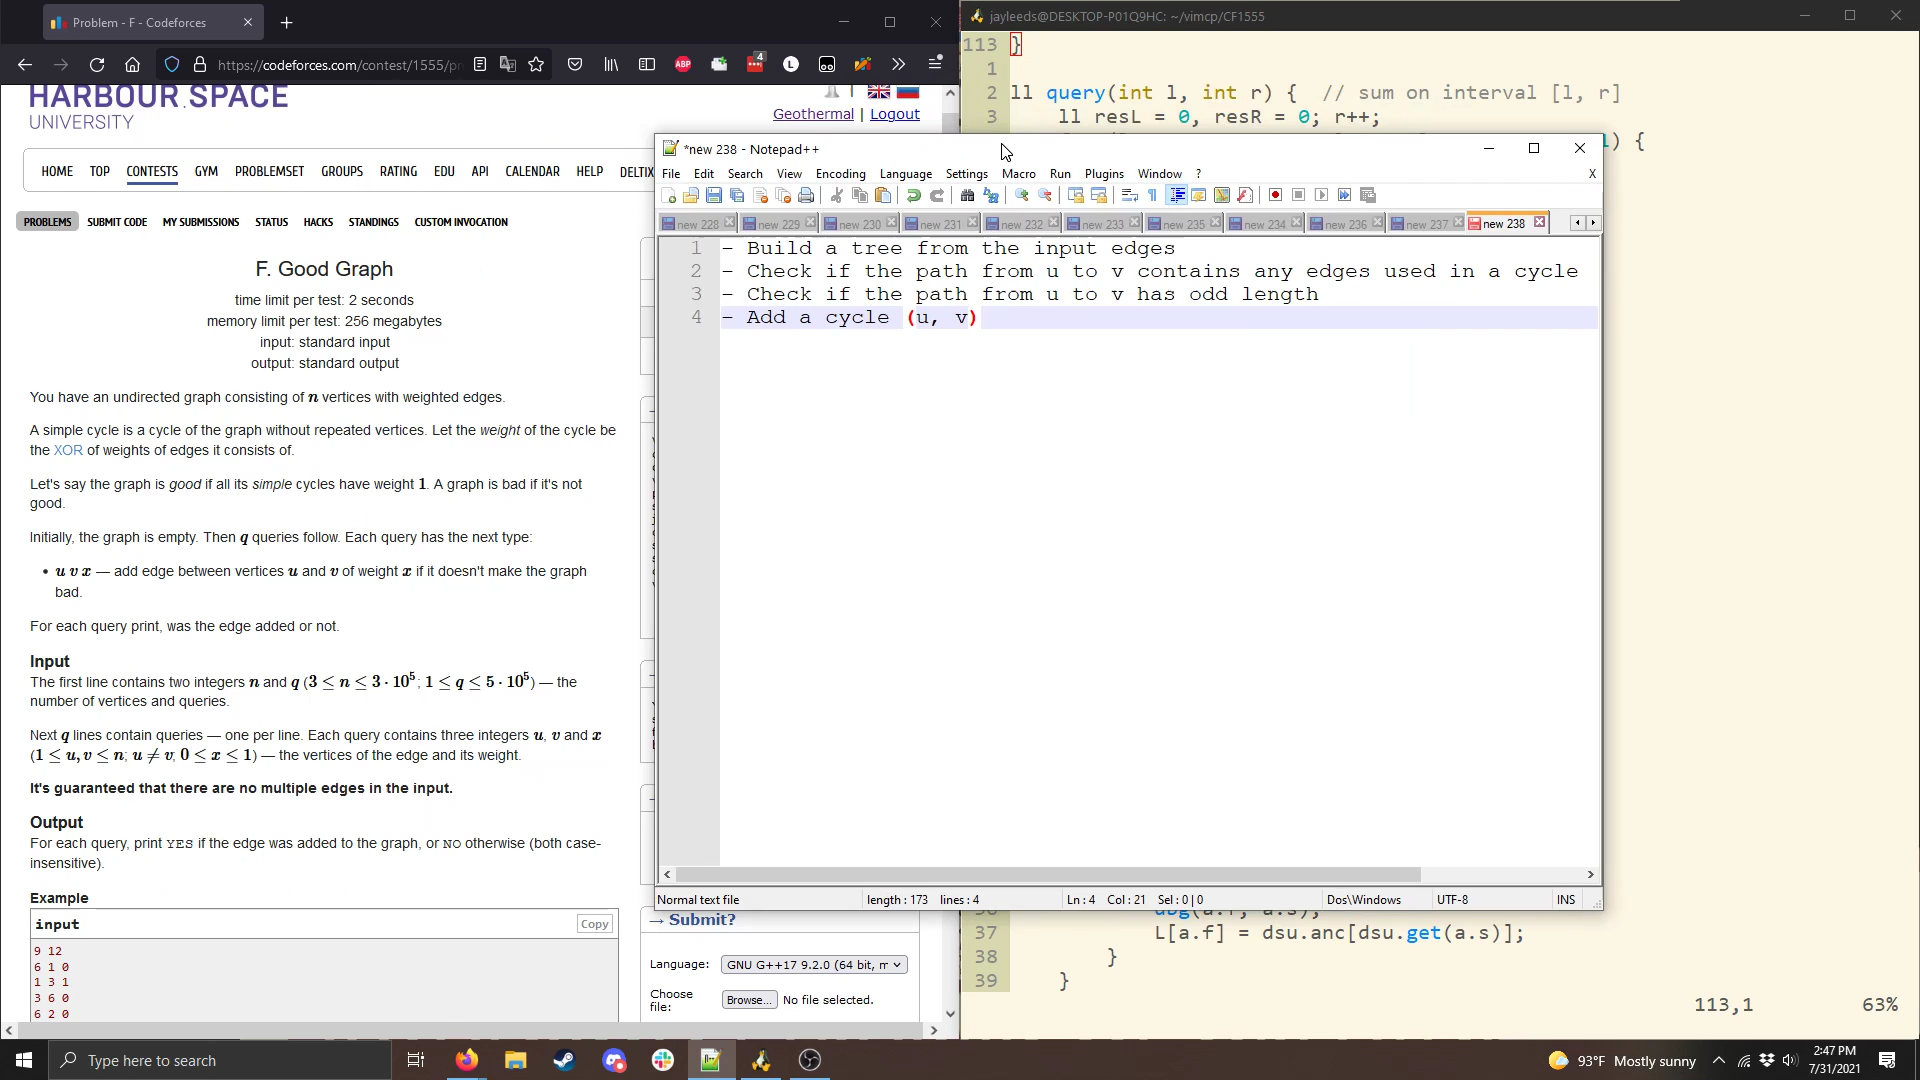 Problem - F - Codeforces
https://codeforces.com/contest/1555/pr
ABP
4
L
HARBOUR.SPACE
UNIVERSITY
Geothermal | Logout
HOME TOP CONTESTS GYM PROBLEMSET GROUPS RATING EDU API CALENDAR HELP DELTIX
PROBLEMS SUBMIT CODE MY SUBMISSIONS STATUS HACKS STANDINGS CUSTOM INVOCATION
F. Good Graph
time limit per test: 2 seconds
memory limit per test: 256 megabytes
input: standard input
output: standard output
You have an undirected graph consisting of n vertices with weighted edges.
A simple cycle is a cycle of the graph without repeated vertices. Let the weight of the cycle be
the XOR of weights of edges it consists of.
Let's say the graph is good if all its simple cycles have weight 1. A graph is bad if it's not
good.
Initially, the graph is empty. Then q queries follow. Each query has the next type:
• u v x — add edge between vertices u and v of weight x if it doesn't make the graph
bad.
For each query print, was the edge added or not.
Input
The first line contains two integers n and q (3 ≤ n ≤ 3 · 10^5; 1 ≤ q ≤ 5 · 10^5) — the
number of vertices and queries.
Next q lines contain queries — one per line. Each query contains three integers u, v and x
(1 ≤ u, v ≤ n; u ≠ v; 0 ≤ x ≤ 1) — the vertices of the edge and its weight.
It's guaranteed that there are no multiple edges in the input.
Output
For each query, print YES if the edge was added to the graph, or NO otherwise (both case-
insensitive).
Example
input
Copy
9 12
6 1 0
1 3 1
3 6 0
6 2 0
→ Submit?
Language: GNU G++17 9.2.0 (64 bit, m
Choose
file:
Browse... No file selected.
jayleeds@DESKTOP-P01Q9HC: ~/vimcp/CF1555
113 }
1
2 ll query(int l, int r) { // sum on interval [l, r]
3 ll resL = 0, resR = 0; r++;
) {
*new 238 - Notepad++
File Edit Search View Encoding Language Settings Macro Run Plugins Window ?
X
new 228 new 229 new 230 new 231 new 232 new 233 new 235 new 234 new 236 new 237 new 238
1 - Build a tree from the input edges
2 - Check if the path from u to v contains any edges used in a cycle
3 - Check if the path from u to v has odd length
4 - Add a cycle (u, v)
Normal text file length : 173 lines : 4 Ln : 4 Col : 21 Sel : 0 | 0 Dos\Windows UTF-8 INS
37 L[a.f] = dsu.anc[dsu.get(a.s)];
38 }
39 }
113,1 63%
Type here to search
93°F Mostly sunny
2:47 PM
7/31/2021